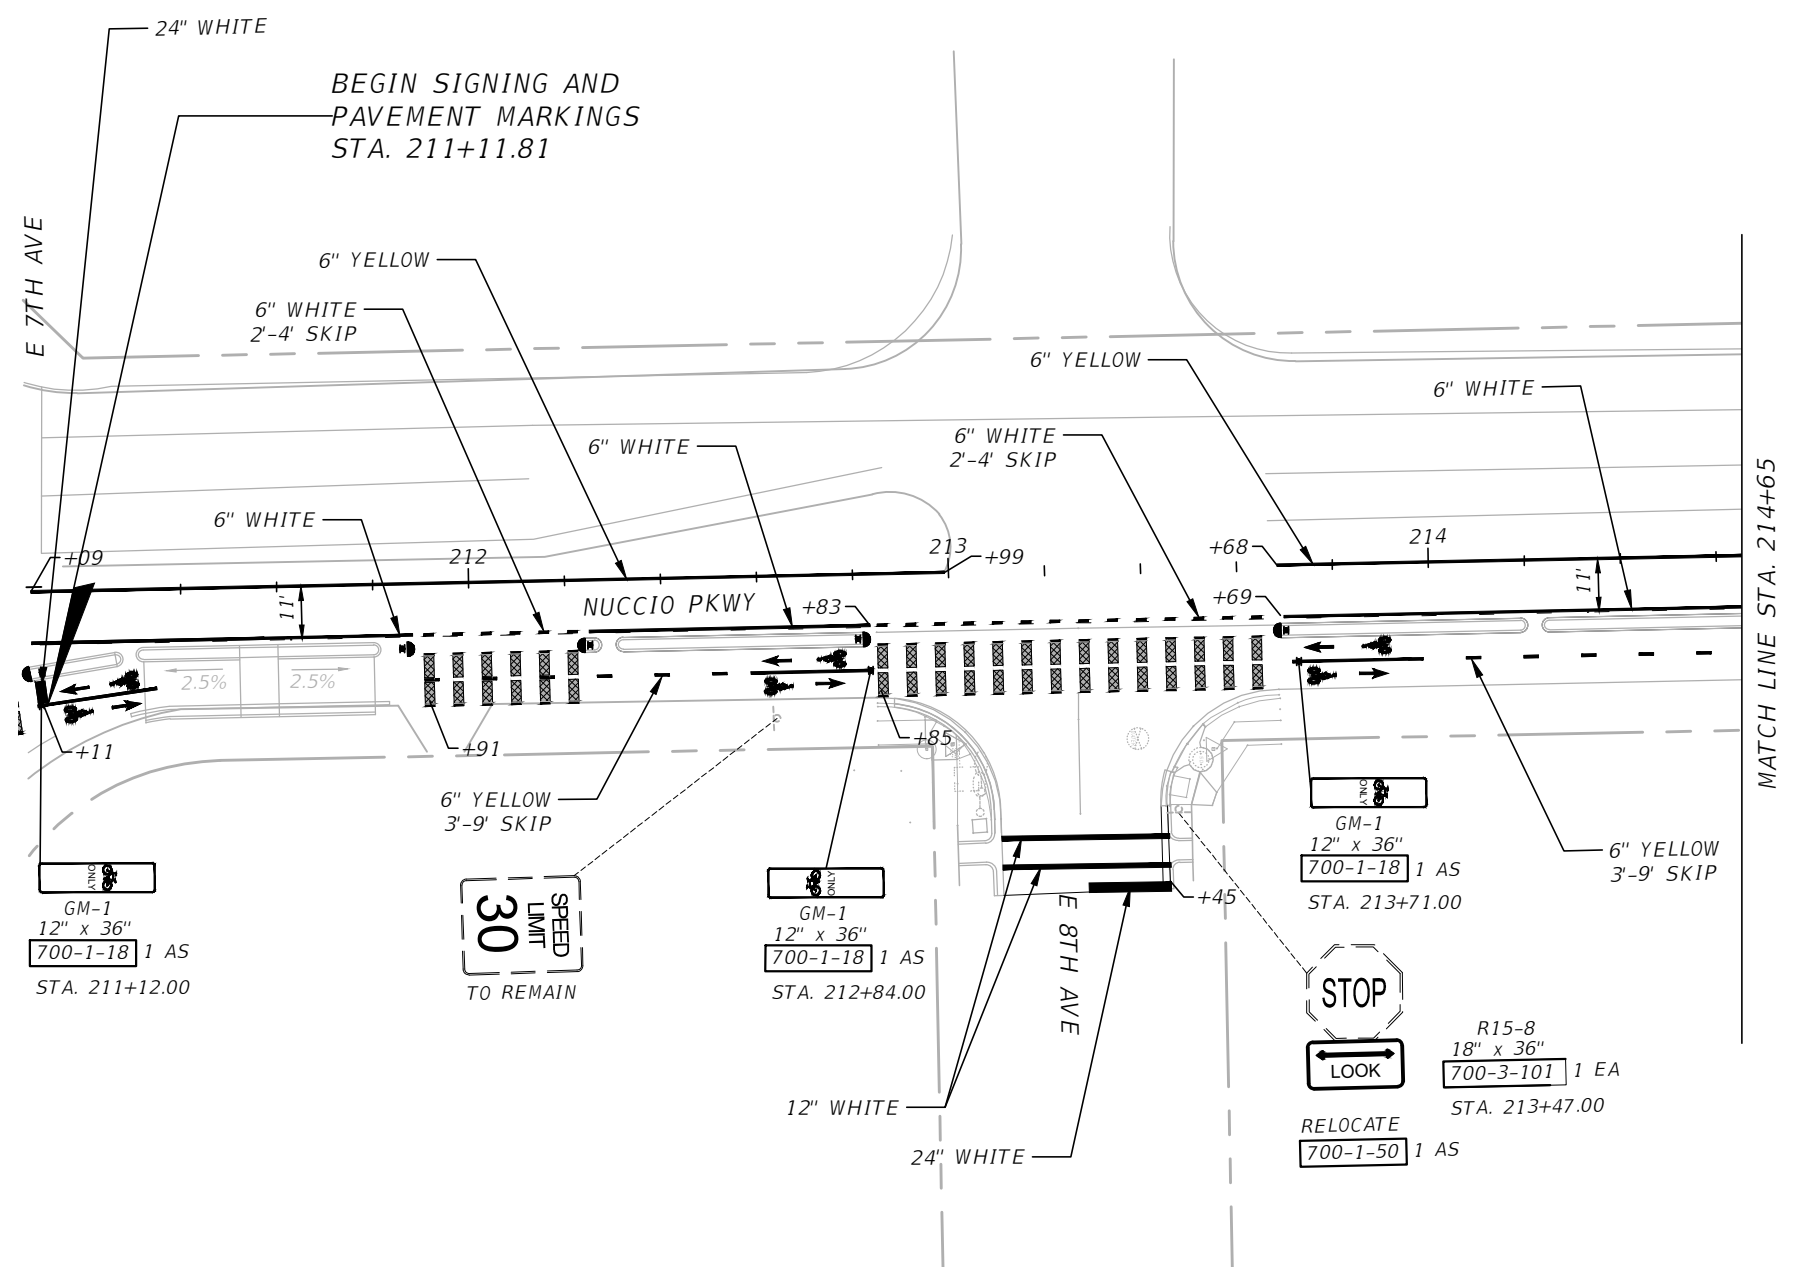 24" WHITE
BEGIN SIGNING AND
PAVEMENT MARKINGS
STA. 211+11.81
E 7TH AVE
6" YELLOW
6" WHITE
2'-4' SKIP
6" YELLOW
6" WHITE
6" WHITE
2'-4' SKIP
6" WHITE
6" WHITE
+09
212
213
+99
+68
214
11'
NUCCIO PKWY
+83
+69
11'
MATCH LINE STA. 214+65
2.5%
2.5%
+11
+91
+85
6" YELLOW
3'-9' SKIP
ONLY
GM-1
12" x 36"
700-1-18 1 AS
STA. 211+12.00
SPEED
LIMIT
30
TO REMAIN
ONLY
GM-1
12" x 36"
700-1-18 1 AS
STA. 212+84.00
+45
E 8TH AVE
ONLY
GM-1
12" x 36"
700-1-18 1 AS
STA. 213+71.00
6" YELLOW
3'-9' SKIP
STOP
LOOK
R15-8
18" x 36"
700-3-101 1 EA
STA. 213+47.00
RELOCATE
700-1-50 1 AS
12" WHITE
24" WHITE